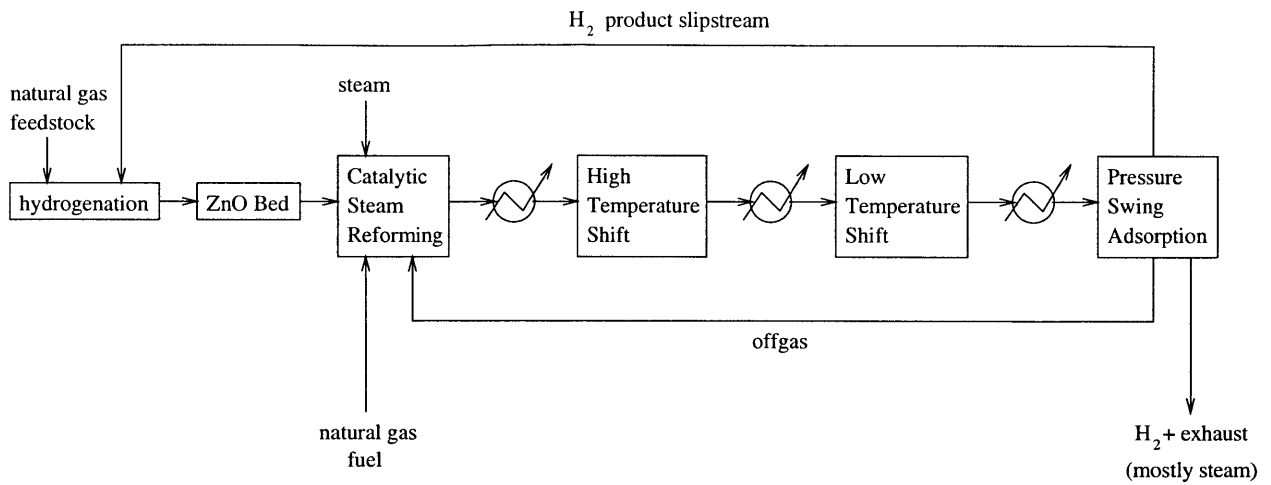 H2 product slipstream
natural gas
feedstock
steam
hydrogenation
ZnO Bed
Catalytic
Steam
Reforming
High
Temperature
Shift
Low
Temperature
Shift
Pressure
Swing
Adsorption
offgas
natural gas
fuel
H2+ exhaust
(mostly steam)